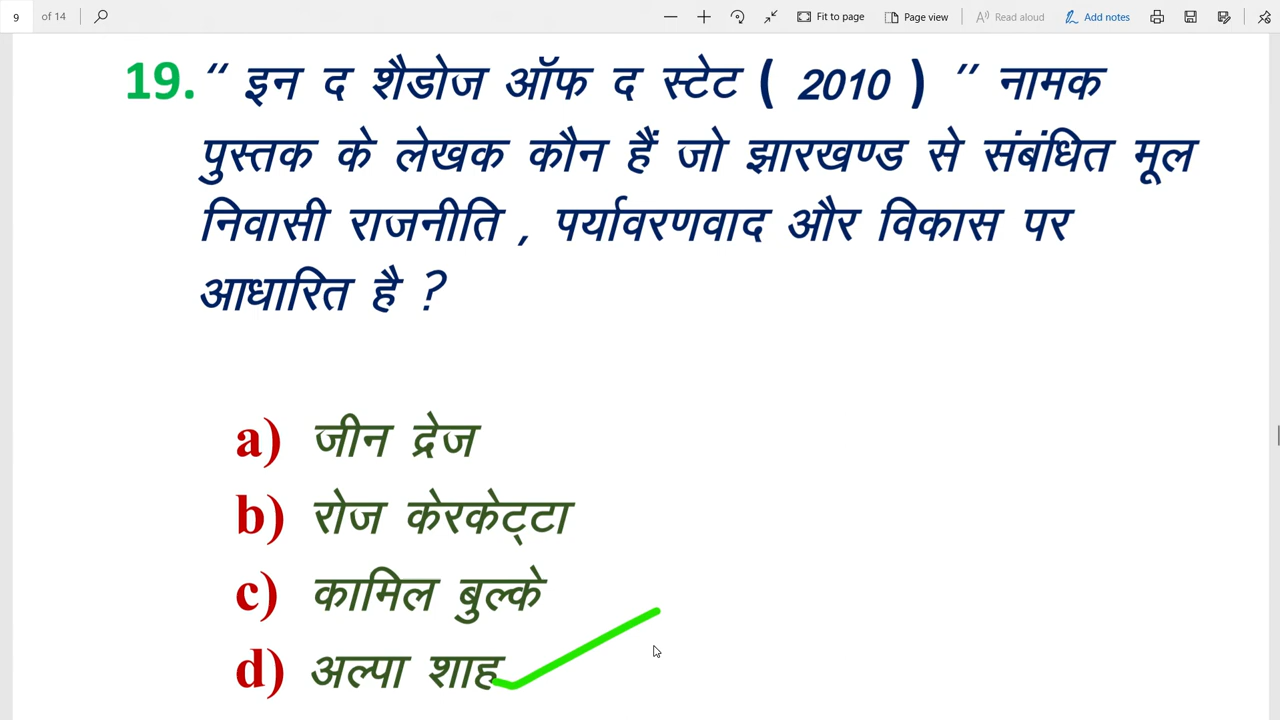 9 of 14 Fit to page Page view Read aloud Add notes
19. “ इन द शैडोज ऑफ द स्टेट ( 2010 ) ” नामक
पुस्तक के लेखक कौन हैं जो झारखण्ड से संबंधित मूल
निवासी राजनीति , पर्यावरणवाद और विकास पर
आधारित है ?
a) जीन द्रेज
b) रोज केरकेट्टा
c) कामिल बुल्के
d) अल्पा शाह